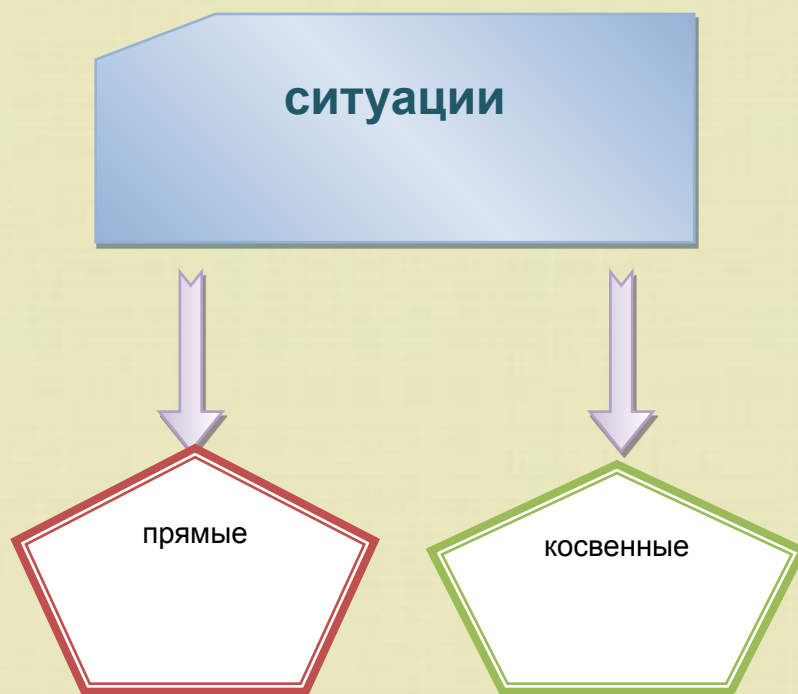 ситуации
прямые
косвенные